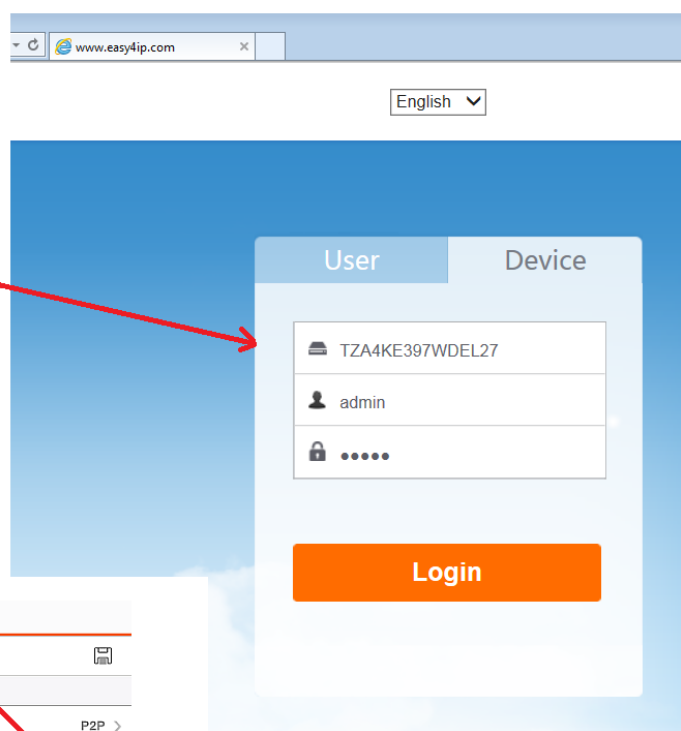 www.easy4ip.com
English
User
Device
TZA4KE397WDEL27
admin
•••••
Login
P2P